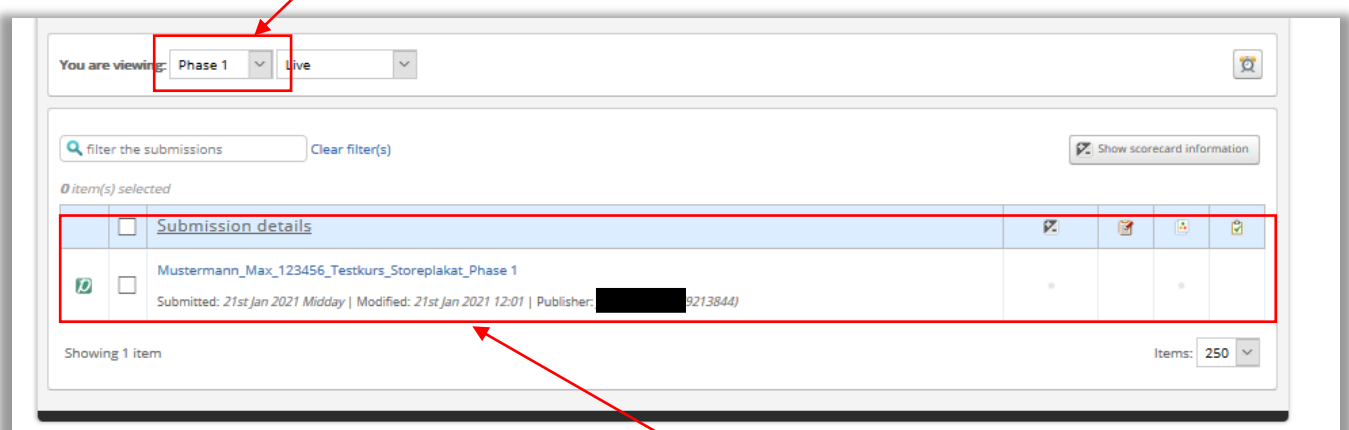 You are viewing: Phase 1 Live
filter the submissions Clear filter(s) Show scorecard information
0 item(s) selected
Submission details
Mustermann_Max_123456_Testkurs_Storeplakat_Phase 1
Submitted: 21st Jan 2021 Midday | Modified: 21st Jan 2021 12:01 | Publisher: 9213844)
Showing 1 item Items: 250